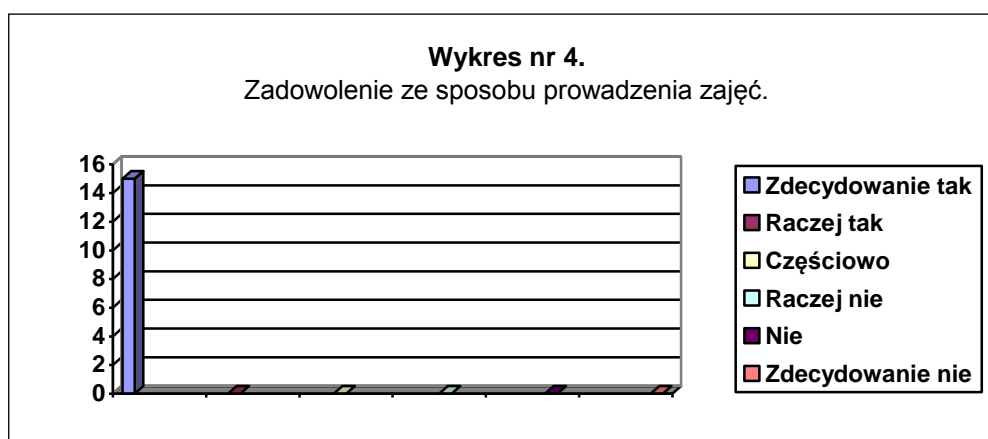 Wykres nr 4.
Zadowolenie ze sposobu prowadzenia zajęć.
16
14
12
10
8
6
4
2
0
Zdecydowanie tak
Raczej tak
Częściowo
Raczej nie
Nie
Zdecydowanie nie